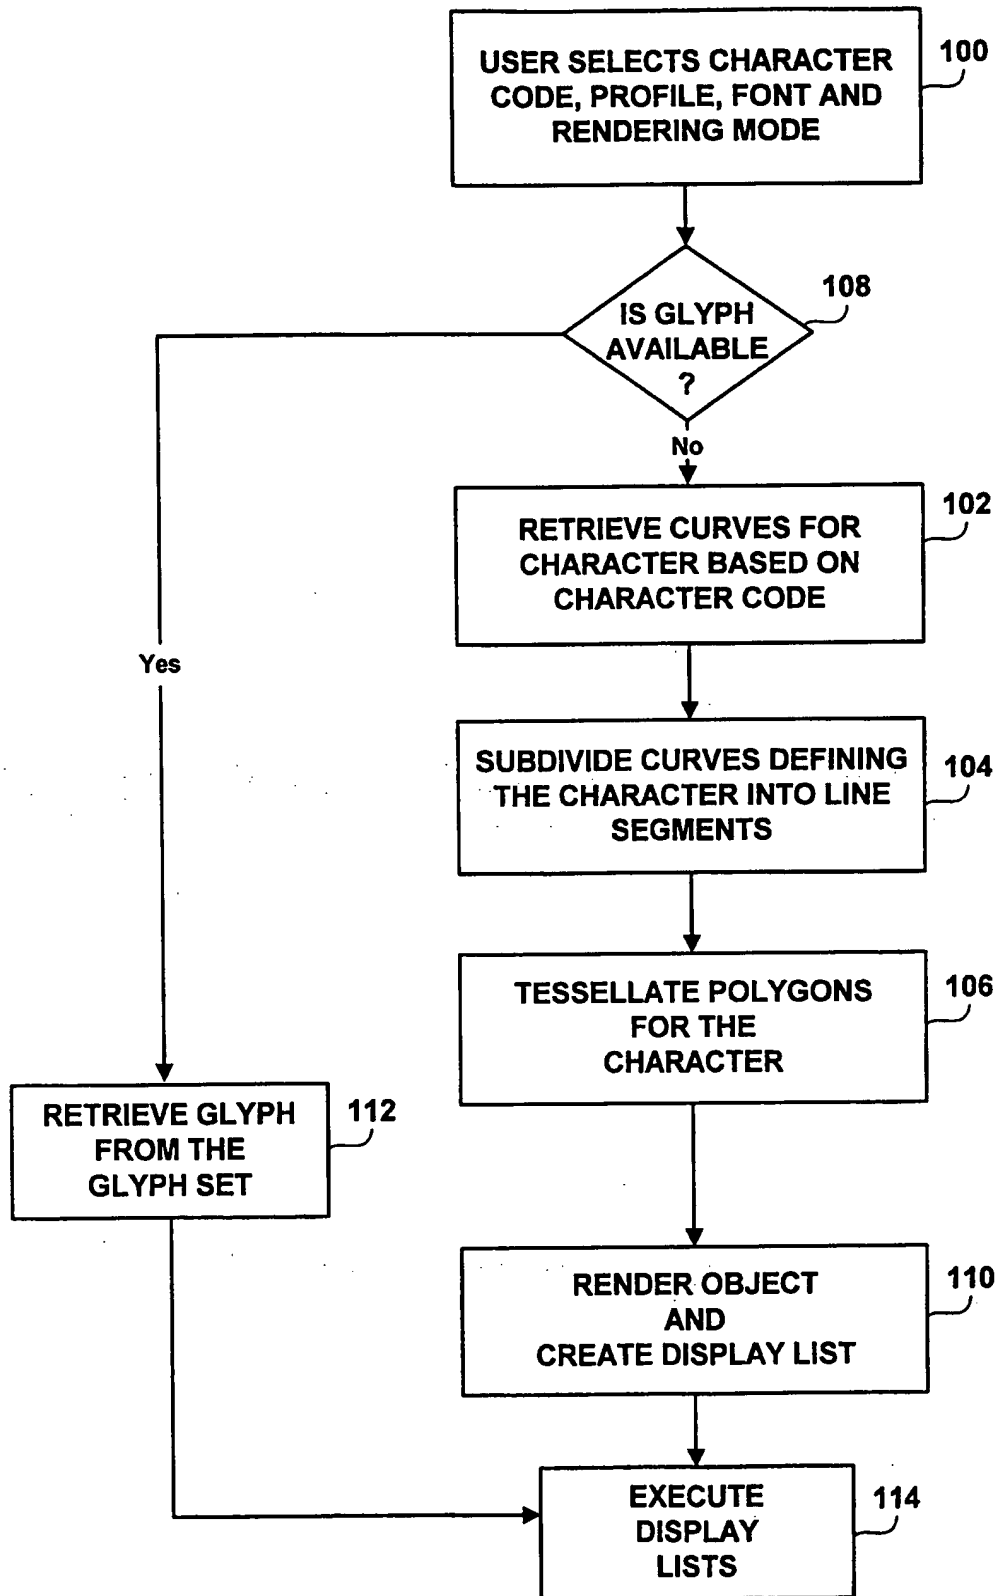 USER SELECTS CHARACTER
CODE, PROFILE, FONT AND
RENDERING MODE
100
IS GLYPH
AVAILABLE
?
108
No
RETRIEVE CURVES FOR
CHARACTER BASED ON
CHARACTER CODE
102
Yes
SUBDIVIDE CURVES DEFINING
THE CHARACTER INTO LINE
SEGMENTS
104
TESSELLATE POLYGONS
FOR THE
CHARACTER
106
RETRIEVE GLYPH
FROM THE
GLYPH SET
112
RENDER OBJECT
AND
CREATE DISPLAY LIST
110
EXECUTE
DISPLAY
LISTS
114